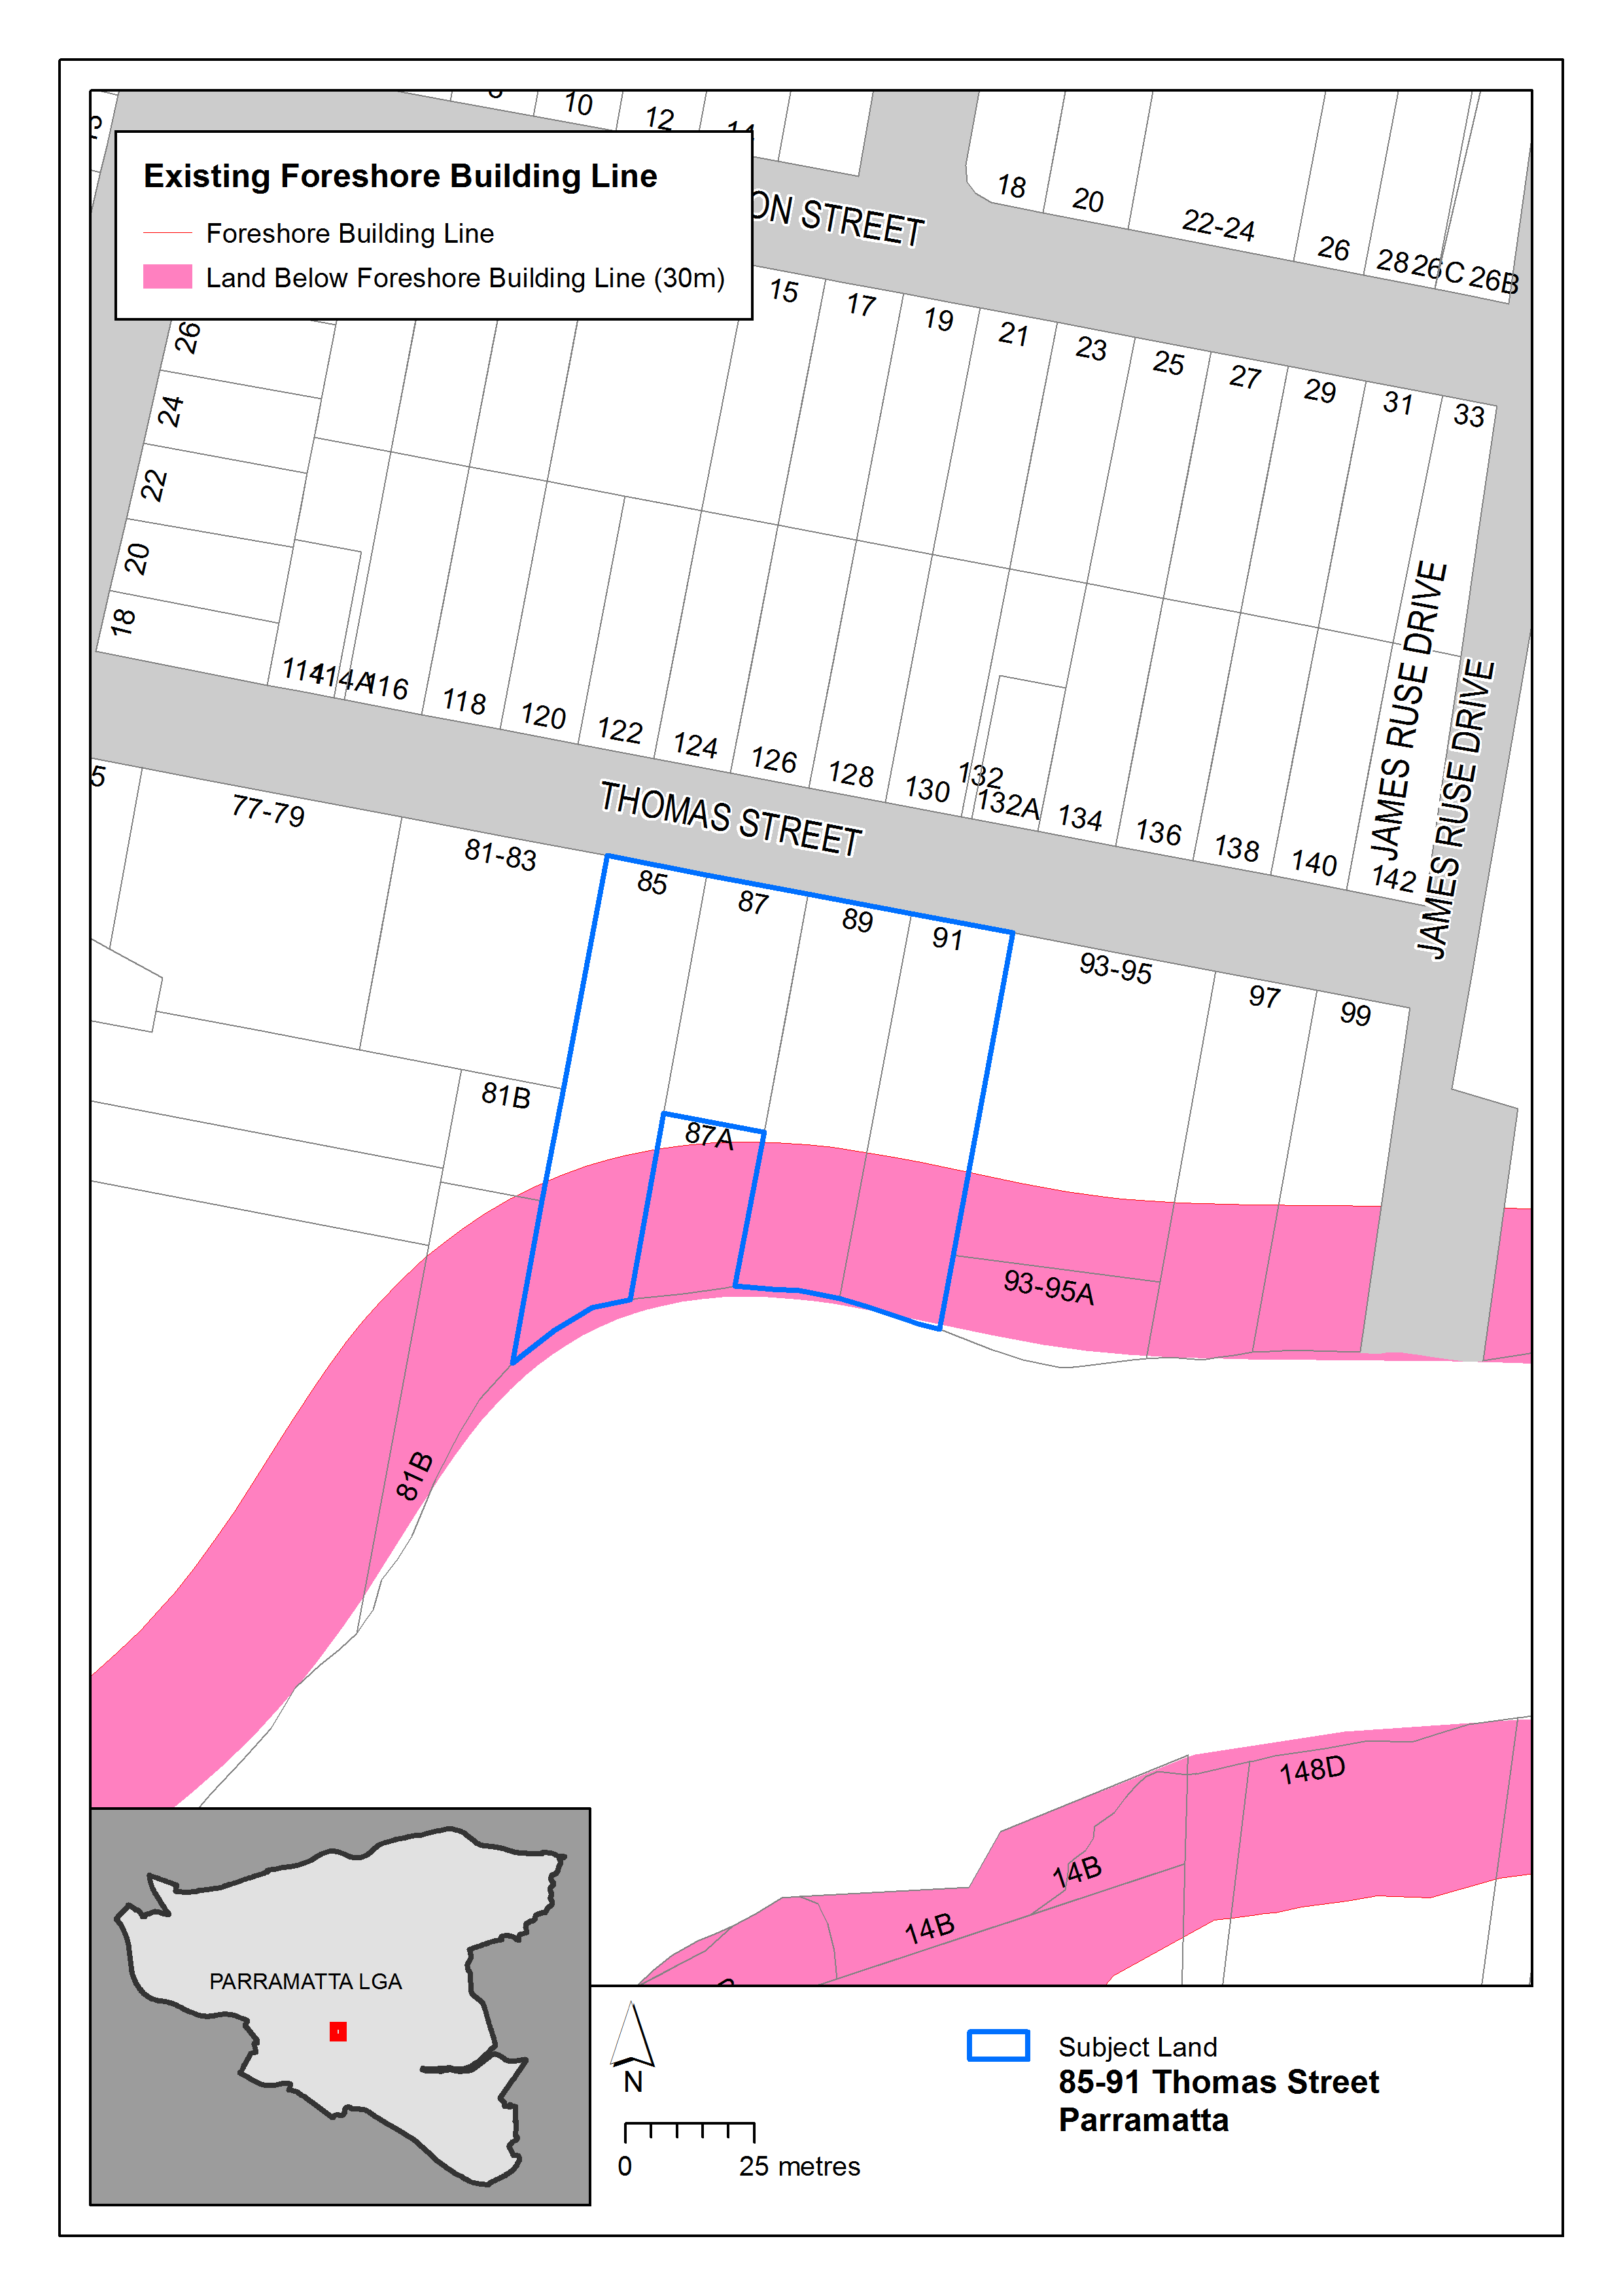 10
12
Existing Foreshore Building Line
Foreshore Building Line
Land Below Foreshore Building Line (30m)
ON STREET
18
20
22-24
26
28
26C
26B
15
17
19
21
23
25
27
29
31
33
26
24
22
20
18
114
114A
116
118
120
122
124
126
128
130
132
132A
134
136
138
140
142
JAMES RUSE DRIVE
JAMES RUSE DRIVE
THOMAS STREET
5
77-79
81-83
85
87
89
91
93-95
97
99
81B
87A
93-95A
81B
148D
14B
14B
PARRAMATTA LGA
N
0
25 metres
Subject Land
85-91 Thomas Street
Parramatta